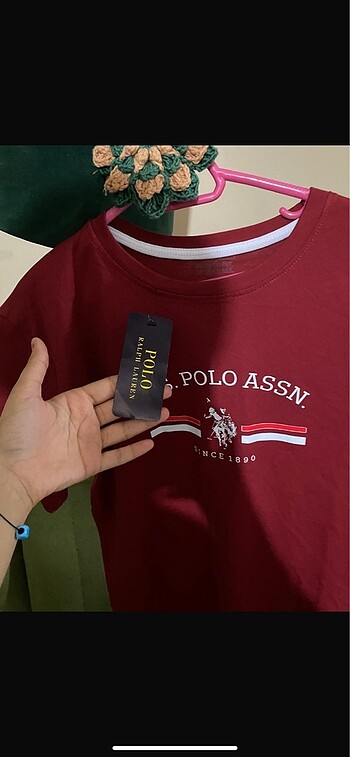 POLO
RALPH LAUREN
. POLO ASSN.
SINCE 1890